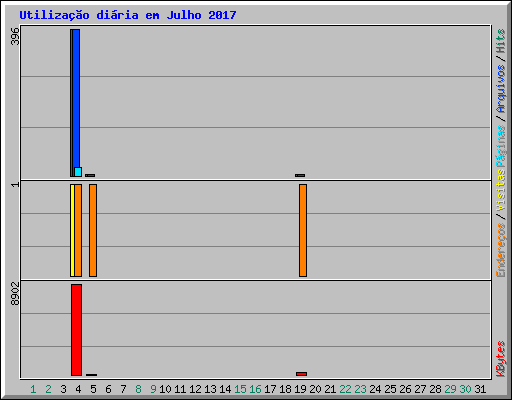 Utilização diária em Julho 2017
396
1
8902
Endereços / Visitas Páginas / Arquivos / Hits
KBytes
1 2 3 4 5 6 7 8 9 10 11 12 13 14 15 16 17 18 19 20 21 22 23 24 25 26 27 28 29 30 31